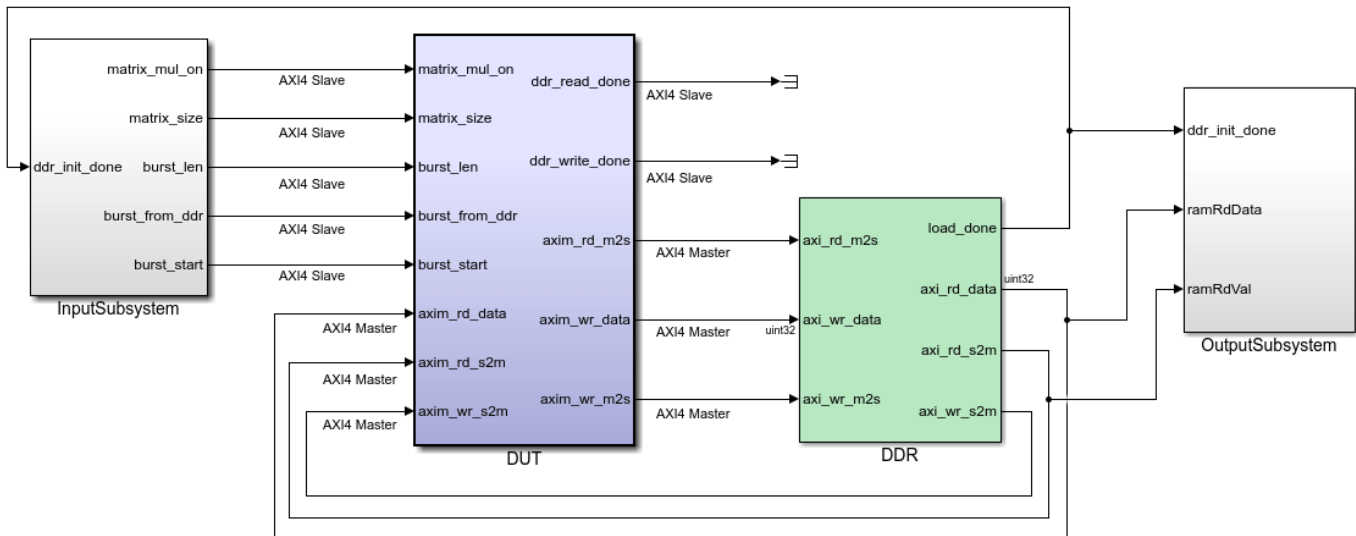 matrix_mul_on
matrix_size
ddr_init_done
burst_len
burst_from_ddr
burst_start
InputSubsystem
AXI4 Slave
AXI4 Slave
AXI4 Slave
AXI4 Slave
AXI4 Slave
AXI4 Master
AXI4 Master
AXI4 Master
matrix_mul_on
matrix_size
burst_len
burst_from_ddr
burst_start
axim_rd_data
axim_rd_s2m
axim_wr_s2m
ddr_read_done
ddr_write_done
axim_rd_m2s
axim_wr_data
axim_wr_m2s
DUT
AXI4 Slave
AXI4 Slave
AXI4 Master
AXI4 Master
uint32
AXI4 Master
axi_rd_m2s
axi_wr_data
axi_wr_m2s
load_done
axi_rd_data
axi_rd_s2m
axi_wr_s2m
DDR
uint32
ddr_init_done
ramRdData
ramRdVal
OutputSubsystem